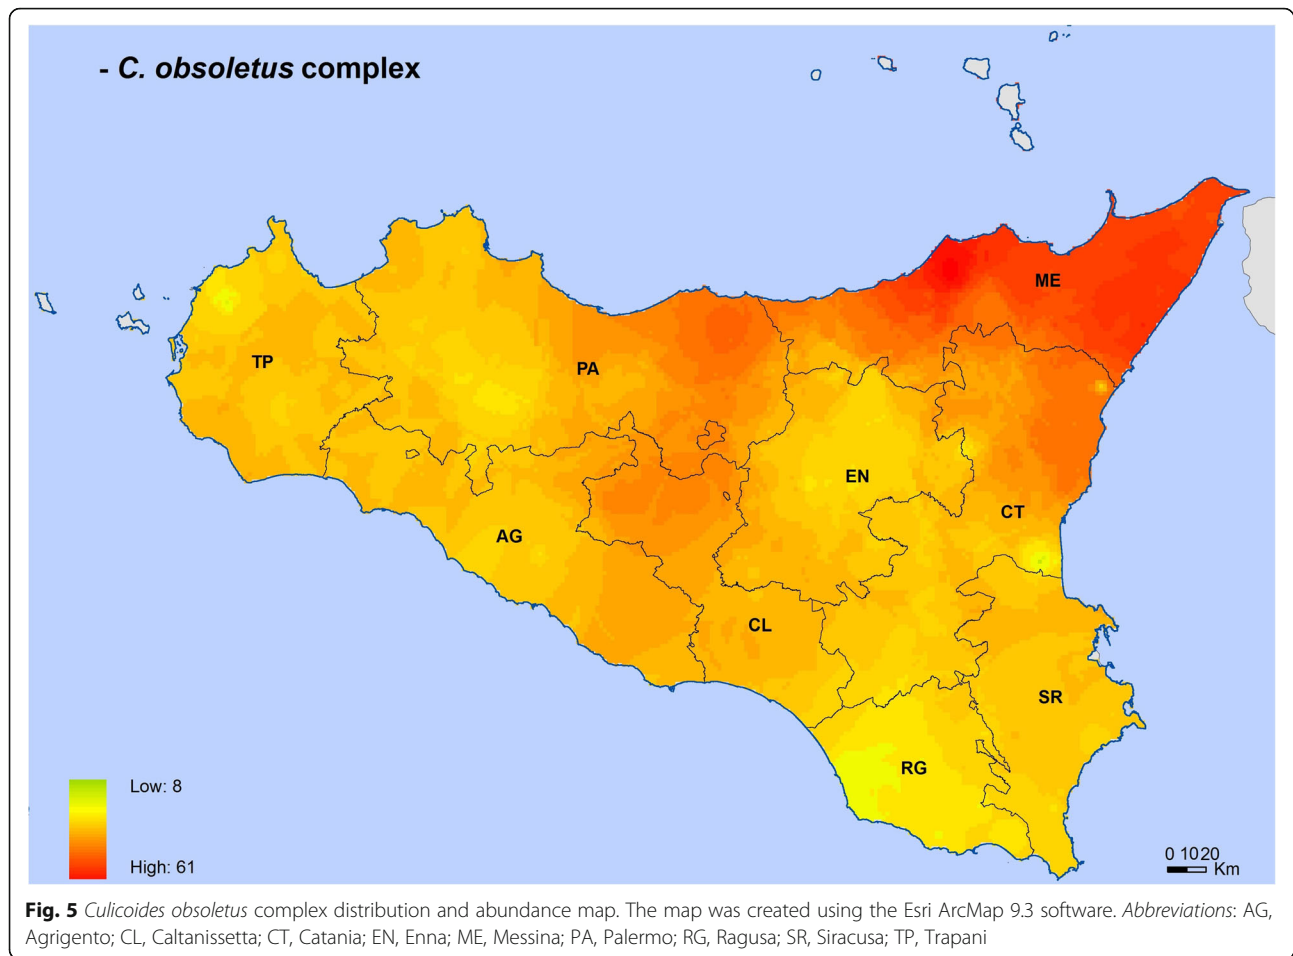 - C. obsoletus complex
ME
TP
PA
EN
CT
AG
CL
SR
RG
Low: 8
High: 61
0 1020
Km
Fig. 5 Culicoides obsoletus complex distribution and abundance map. The map was created using the Esri ArcMap 9.3 software. Abbreviations: AG,
Agrigento; CL, Caltanissetta; CT, Catania; EN, Enna; ME, Messina; PA, Palermo; RG, Ragusa; SR, Siracusa; TP, Trapani